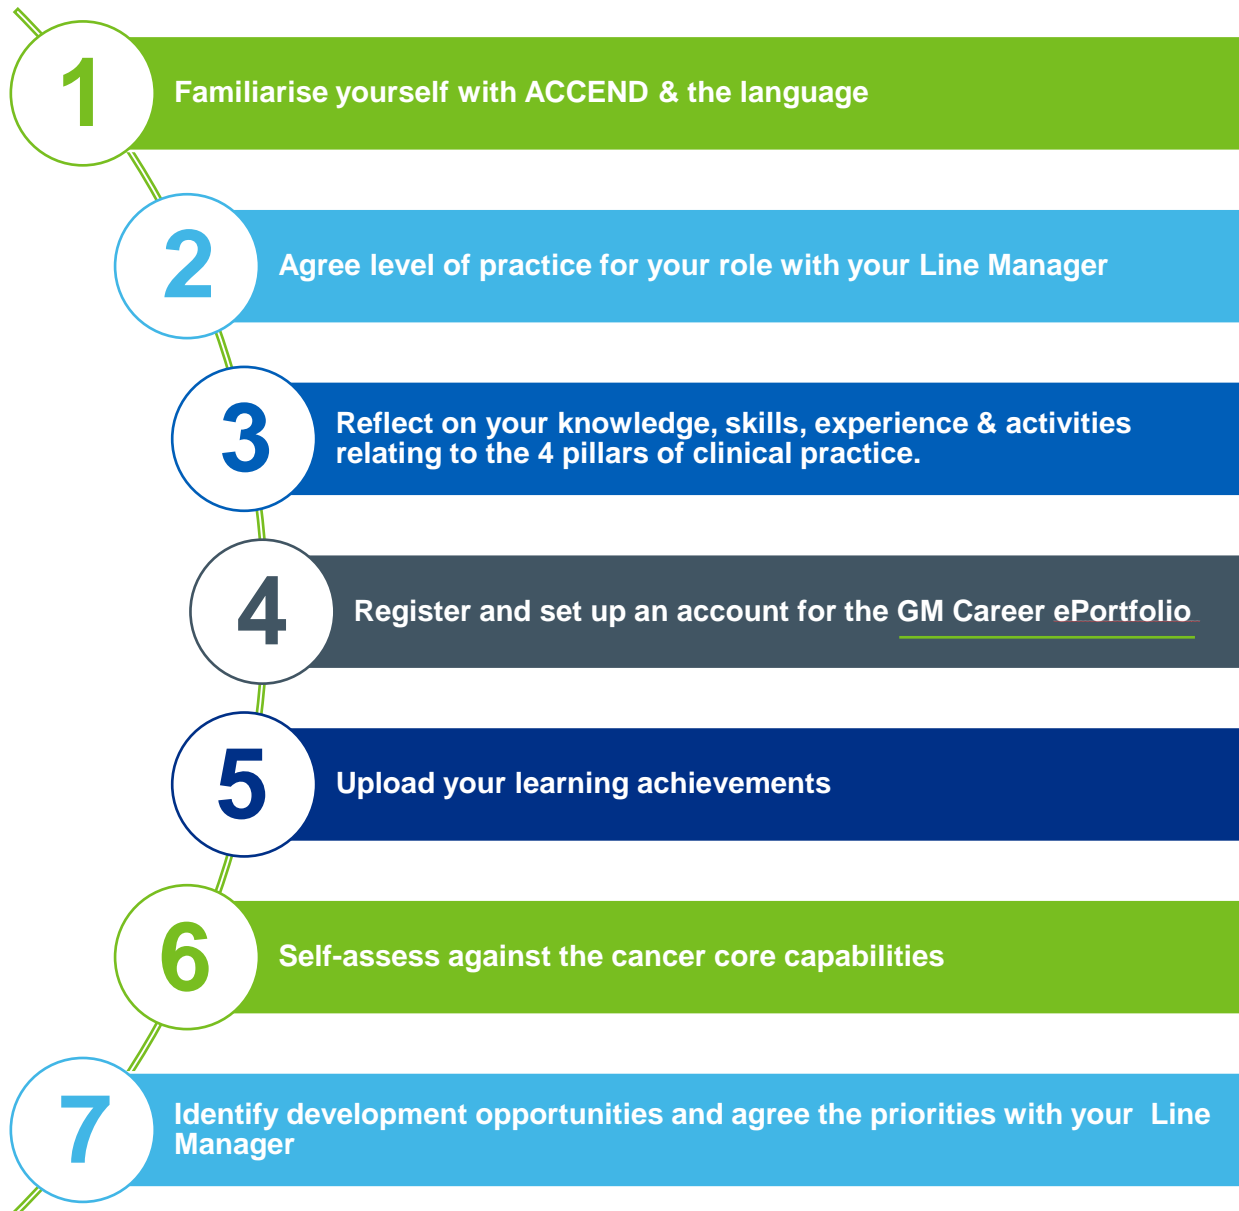 1
Familiarise yourself with ACCEND & the language
2
Agree level of practice for your role with your Line Manager
3
Reflect on your knowledge, skills, experience & activities
relating to the 4 pillars of clinical practice.
4
Register and set up an account for the GM Career ePortfolio
5
Upload your learning achievements
6
Self-assess against the cancer core capabilities
7
Identify development opportunities and agree the priorities with your  Line
Manager